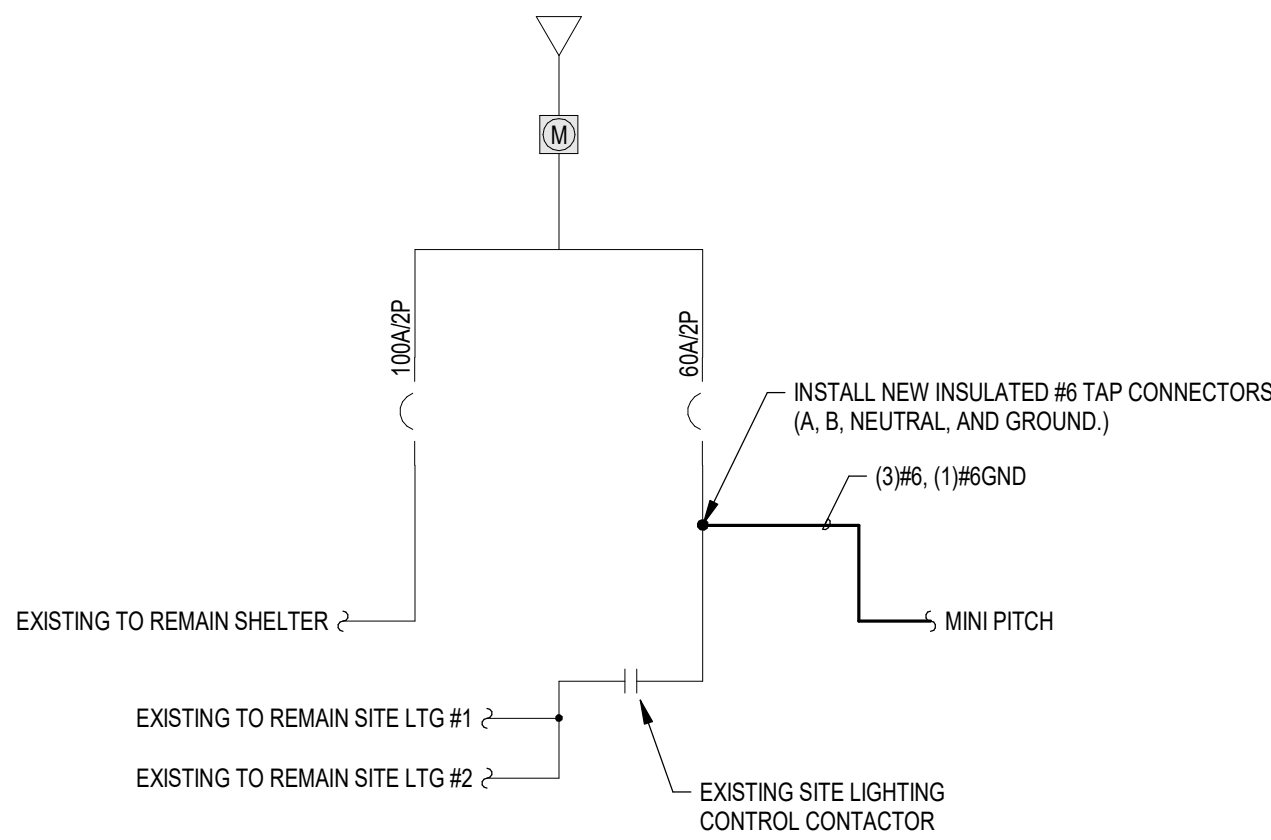 M
100A/2P
60A/2P
INSTALL NEW INSULATED #6 TAP CONNECTORS
(A, B, NEUTRAL, AND GROUND.)
(3)#6, (1)#6GND
EXISTING TO REMAIN SHELTER
MINI PITCH
EXISTING TO REMAIN SITE LTG #1
EXISTING TO REMAIN SITE LTG #2
EXISTING SITE LIGHTING
CONTROL CONTACTOR